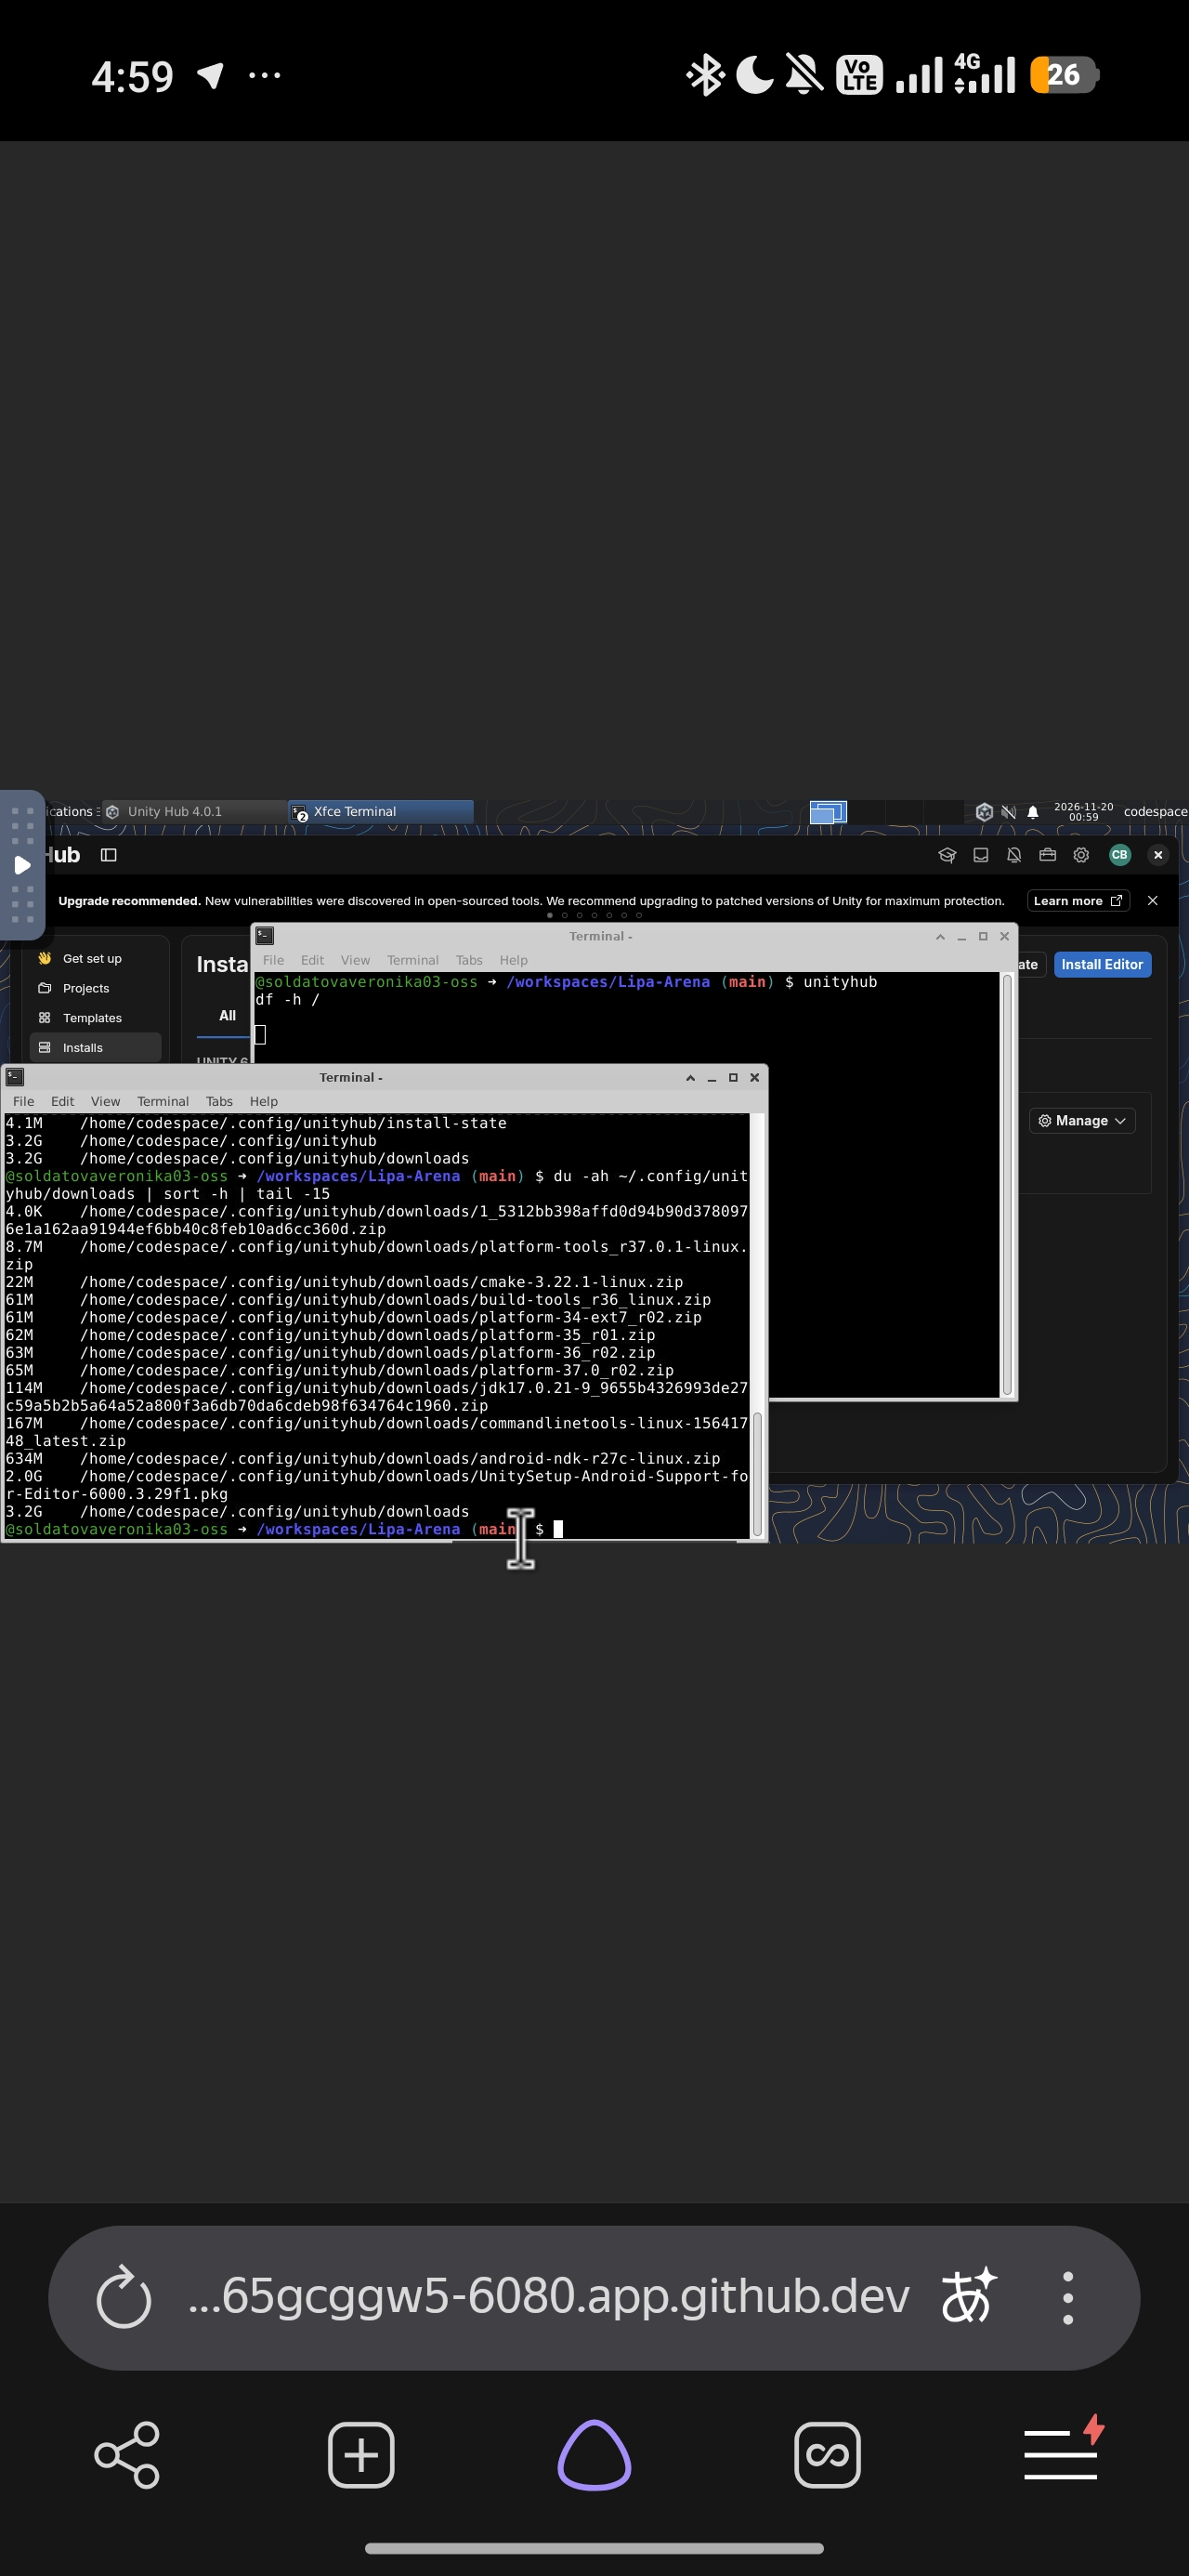 4:59
Vo LTE
4G
26
ications
Unity Hub 4.0.1
Xfce Terminal
2
2026-11-20
00:59
codespace
Hub
CB
Upgrade recommended. New vulnerabilities were discovered in open-sourced tools. We recommend upgrading to patched versions of Unity for maximum protection.
Learn more
👋 Get set up
Projects
Templates
Installs
Insta
All
UNITY 6
ate
Install Editor
Manage
Terminal -
File Edit View Terminal Tabs Help
@soldatovaveronika03-oss ➜ /workspaces/Lipa-Arena (main) $ unityhub
df -h /
Terminal -
File Edit View Terminal Tabs Help
4.1M /home/codespace/.config/unityhub/install-state
3.2G /home/codespace/.config/unityhub
3.2G /home/codespace/.config/unityhub/downloads
@soldatovaveronika03-oss ➜ /workspaces/Lipa-Arena (main) $ du -ah ~/.config/unit
yhub/downloads | sort -h | tail -15
4.0K /home/codespace/.config/unityhub/downloads/1_5312bb398affd0d94b90d378097
6e1a162aa91944ef6bb40c8feb10ad6cc360d.zip
8.7M /home/codespace/.config/unityhub/downloads/platform-tools_r37.0.1-linux.
zip
22M /home/codespace/.config/unityhub/downloads/cmake-3.22.1-linux.zip
61M /home/codespace/.config/unityhub/downloads/build-tools_r36_linux.zip
61M /home/codespace/.config/unityhub/downloads/platform-34-ext7_r02.zip
62M /home/codespace/.config/unityhub/downloads/platform-35_r01.zip
63M /home/codespace/.config/unityhub/downloads/platform-36_r02.zip
65M /home/codespace/.config/unityhub/downloads/platform-37.0_r02.zip
114M /home/codespace/.config/unityhub/downloads/jdk17.0.21-9_9655b4326993de27
c59a5b2b5a64a52a800f3a6db70da6cdeb98f634764c1960.zip
167M /home/codespace/.config/unityhub/downloads/commandlinetools-linux-156417
48_latest.zip
634M /home/codespace/.config/unityhub/downloads/android-ndk-r27c-linux.zip
2.0G /home/codespace/.config/unityhub/downloads/UnitySetup-Android-Support-fo
r-Editor-6000.3.29f1.pkg
3.2G /home/codespace/.config/unityhub/downloads
@soldatovaveronika03-oss ➜ /workspaces/Lipa-Arena (main) $
...65gcggw5-6080.app.github.dev
あ